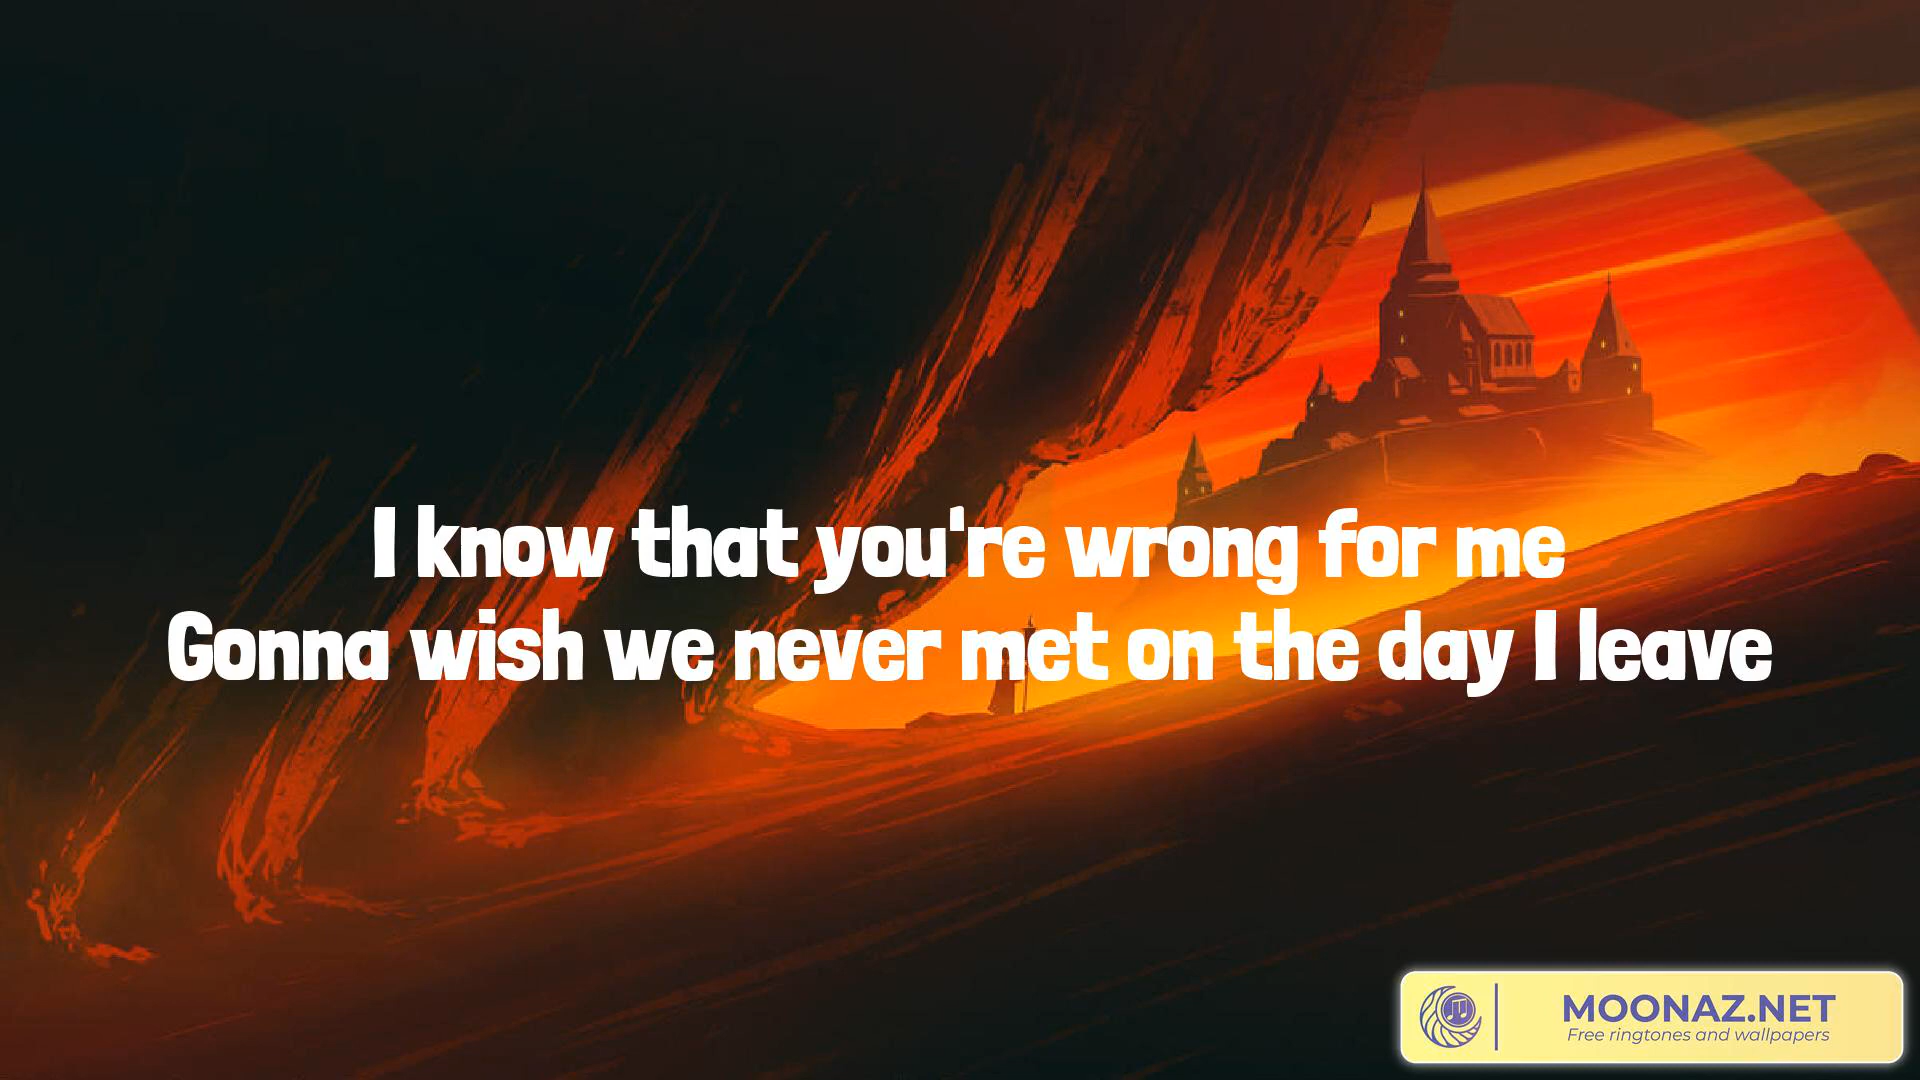 I know that you're wrong for me
Gonna wish we never met on the day I leave
MOONAZ.NET
Free ringtones and wallpapers